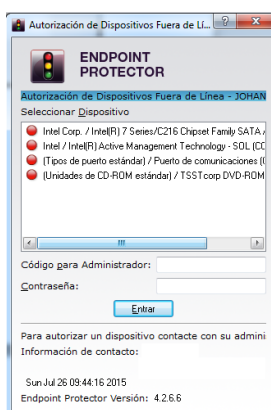 Autorización de Dispositivos Fuera de Lí...
ENDPOINT
PROTECTOR
Autorización de Dispositivos Fuera de Línea - JOHAN
Seleccionar Dispositivo
Intel Corp. / Intel(R) 7 Series/C216 Chipset Family SATA
Intel / Intel(R) Active Management Technology - SOL (CO
(Tipos de puerto estándar) / Puerto de comunicaciones (
(Unidades de CD-ROM estándar) / TSSTcorp DVD-ROM
Código para Administrador:
Contraseña:
Entrar
Para autorizar un dispositivo contacte con su admini
Información de contacto:
Sun Jul 26 09:44:16 2015
Endpoint Protector Versión: 4.2.6.6